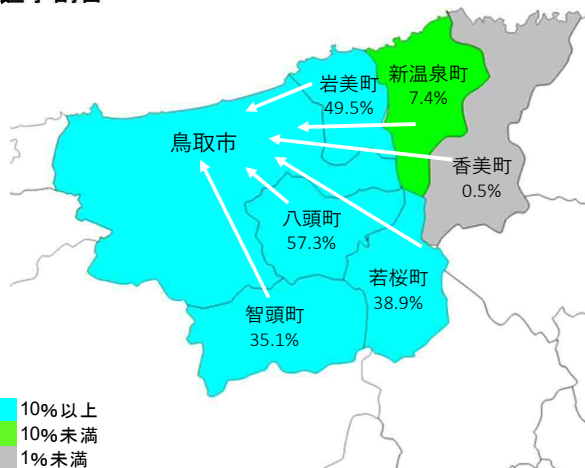 岩美町
49.5%
新温泉町
7.4%
鳥取市
香美町
0.5%
八頭町
57.3%
若桜町
38.9%
智頭町
35.1%
10%以上
10%未満
1%未満